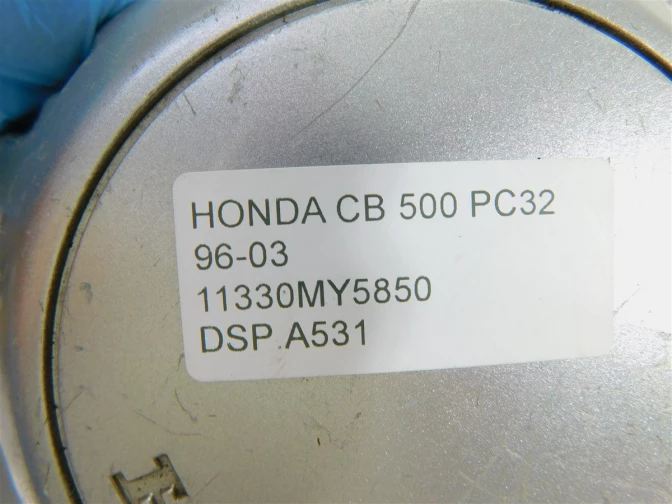 HONDA CB 500 PC32
96-03
11330MY5850
DSP A531